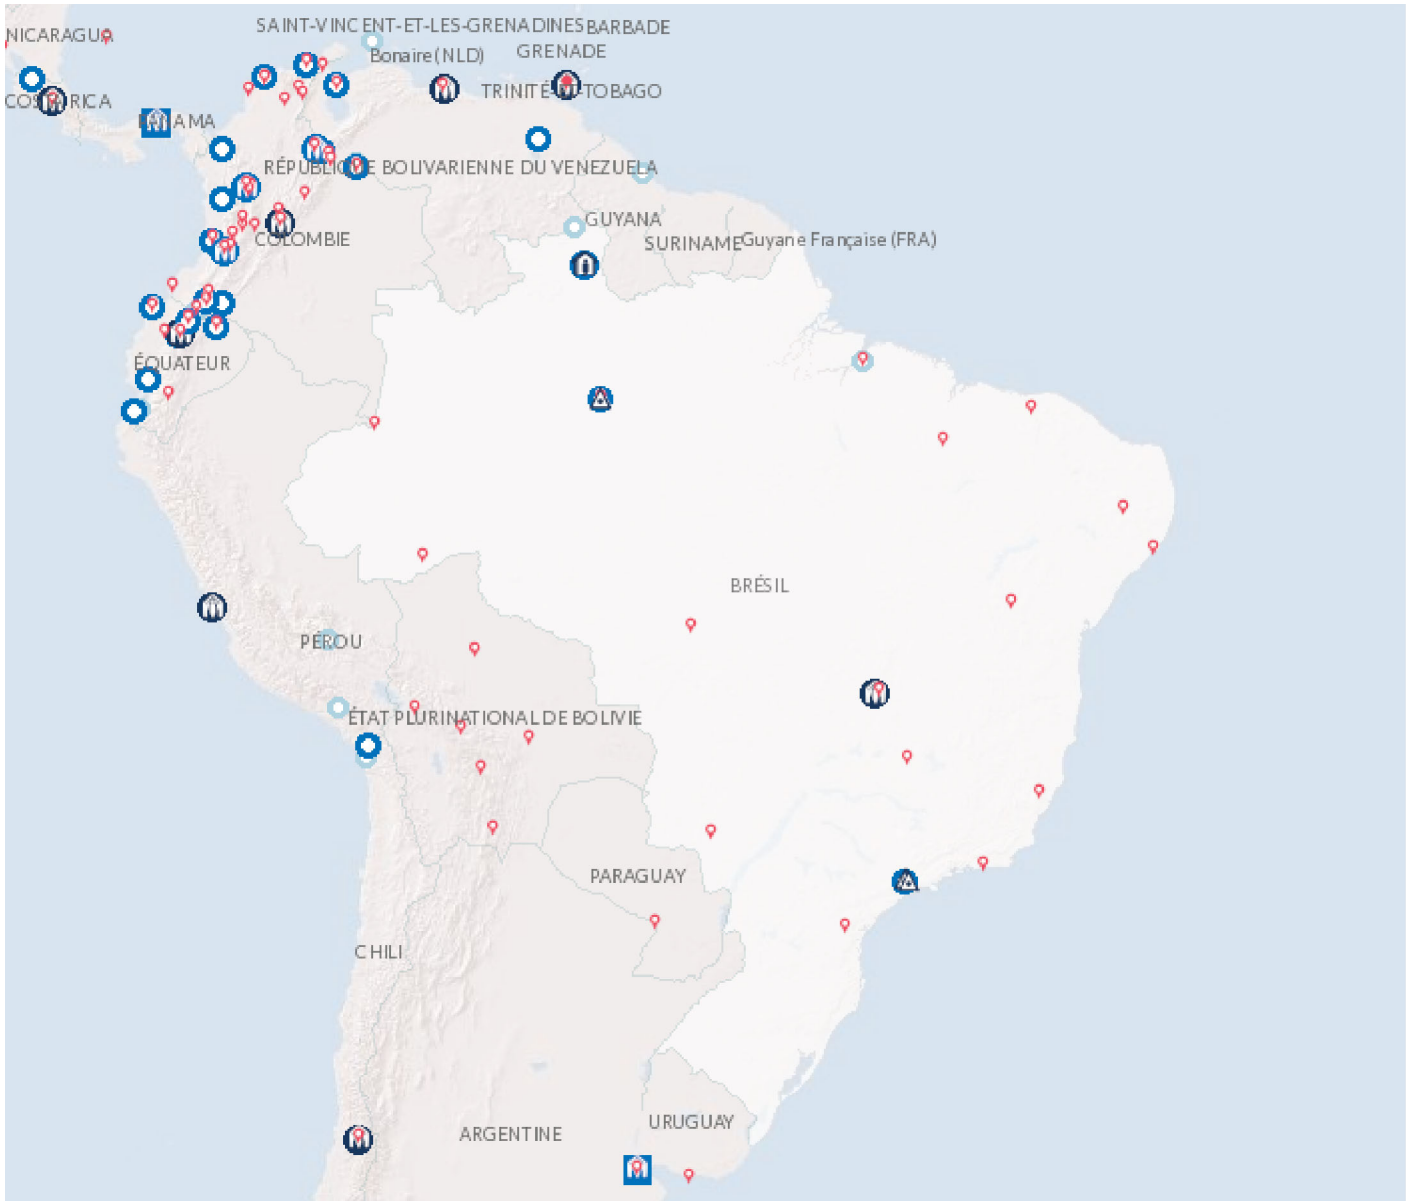 SAINT-VINCENT-ET-LES-GRENADINES
BARBADE
NICARAGUA
GRENADE
Bonaire (NLD)
TRINITÉ-ET-TOBAGO
COSTA RICA
PANAMA
RÉPUBLIQUE BOLIVARIENNE DU VENEZUELA
GUYANA
COLOMBIE
SURINAME
Guyane Française (FRA)
ÉQUATEUR
BRÉSIL
PÉROU
ÉTAT PLURINATIONAL DE BOLIVIE
PARAGUAY
CHILI
URUGUAY
ARGENTINE